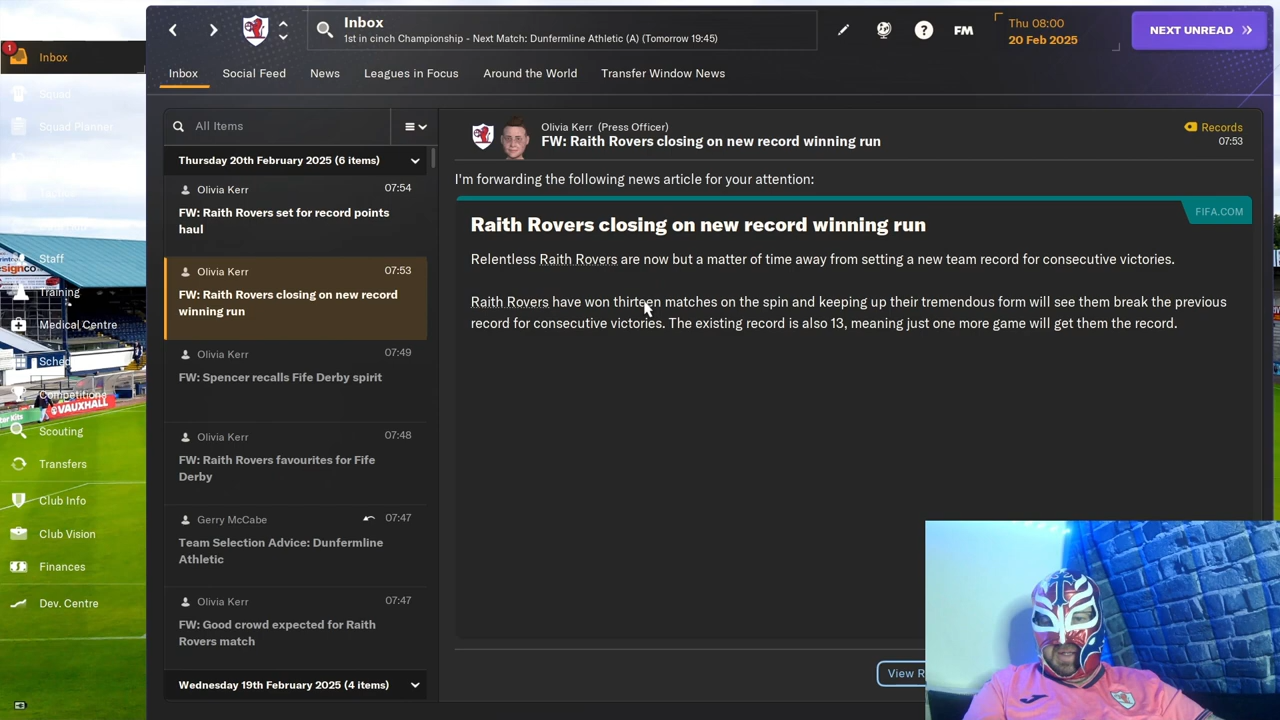 Inbox
1st in cinch Championship - Next Match: Dunfermline Athletic (A) (Tomorrow 19:45)
FM
Thu 08:00
20 Feb 2025
NEXT UNREAD
1
Inbox
Squad
Squad Planner
Staff
Training
Medical Centre
Sched
Competitions
Scouting
Transfers
Club Info
Club Vision
Finances
Dev. Centre
VAUXHALL
Inbox Social Feed News Leagues in Focus Around the World Transfer Window News
All Items
Thursday 20th February 2025 (6 items)
Olivia Kerr 07:54
FW: Raith Rovers set for record points
haul
Olivia Kerr 07:53
FW: Raith Rovers closing on new record
winning run
Olivia Kerr 07:49
FW: Spencer recalls Fife Derby spirit
Olivia Kerr 07:48
FW: Raith Rovers favourites for Fife
Derby
Gerry McCabe 07:47
Team Selection Advice: Dunfermline
Athletic
Olivia Kerr 07:47
FW: Good crowd expected for Raith
Rovers match
Wednesday 19th February 2025 (4 items)
Olivia Kerr (Press Officer)
FW: Raith Rovers closing on new record winning run
Records
07:53
I'm forwarding the following news article for your attention:
FIFA.COM
Raith Rovers closing on new record winning run
Relentless Raith Rovers are now but a matter of time away from setting a new team record for consecutive victories.
Raith Rovers have won thirteen matches on the spin and keeping up their tremendous form will see them break the previous
record for consecutive victories. The existing record is also 13, meaning just one more game will get them the record.
View R